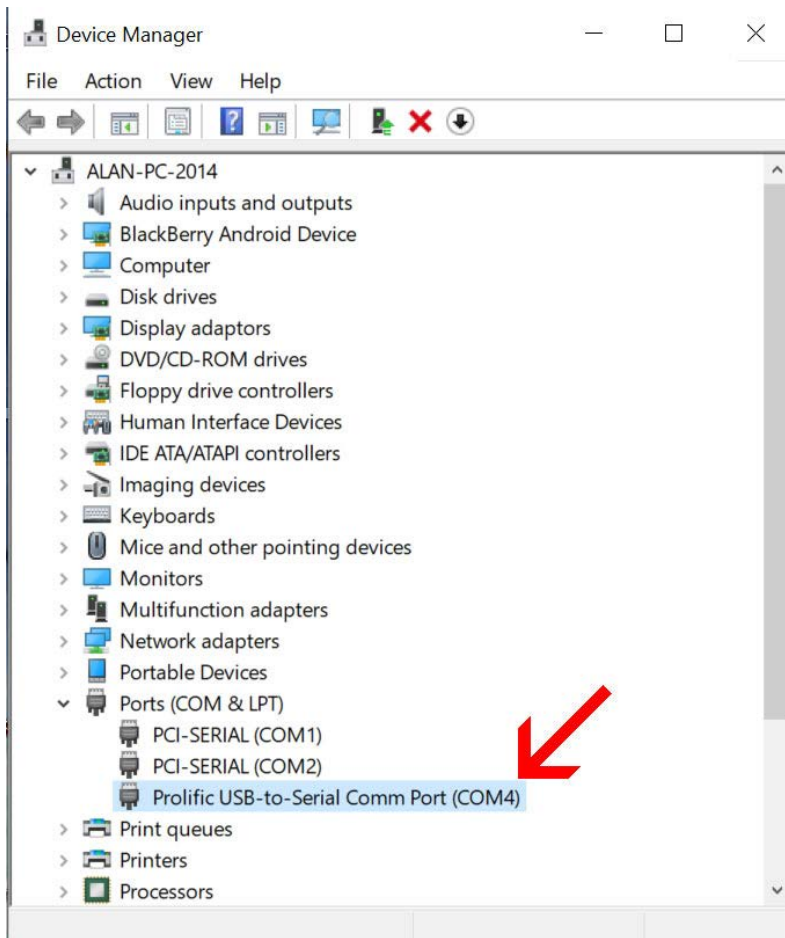 Device Manager
File Action View Help
ALAN-PC-2014
Audio inputs and outputs
BlackBerry Android Device
Computer
Disk drives
Display adaptors
DVD/CD-ROM drives
Floppy drive controllers
Human Interface Devices
IDE ATA/ATAPI controllers
Imaging devices
Keyboards
Mice and other pointing devices
Monitors
Multifunction adapters
Network adapters
Portable Devices
Ports (COM & LPT)
PCI-SERIAL (COM1)
PCI-SERIAL (COM2)
Prolific USB-to-Serial Comm Port (COM4)
Print queues
Printers
Processors